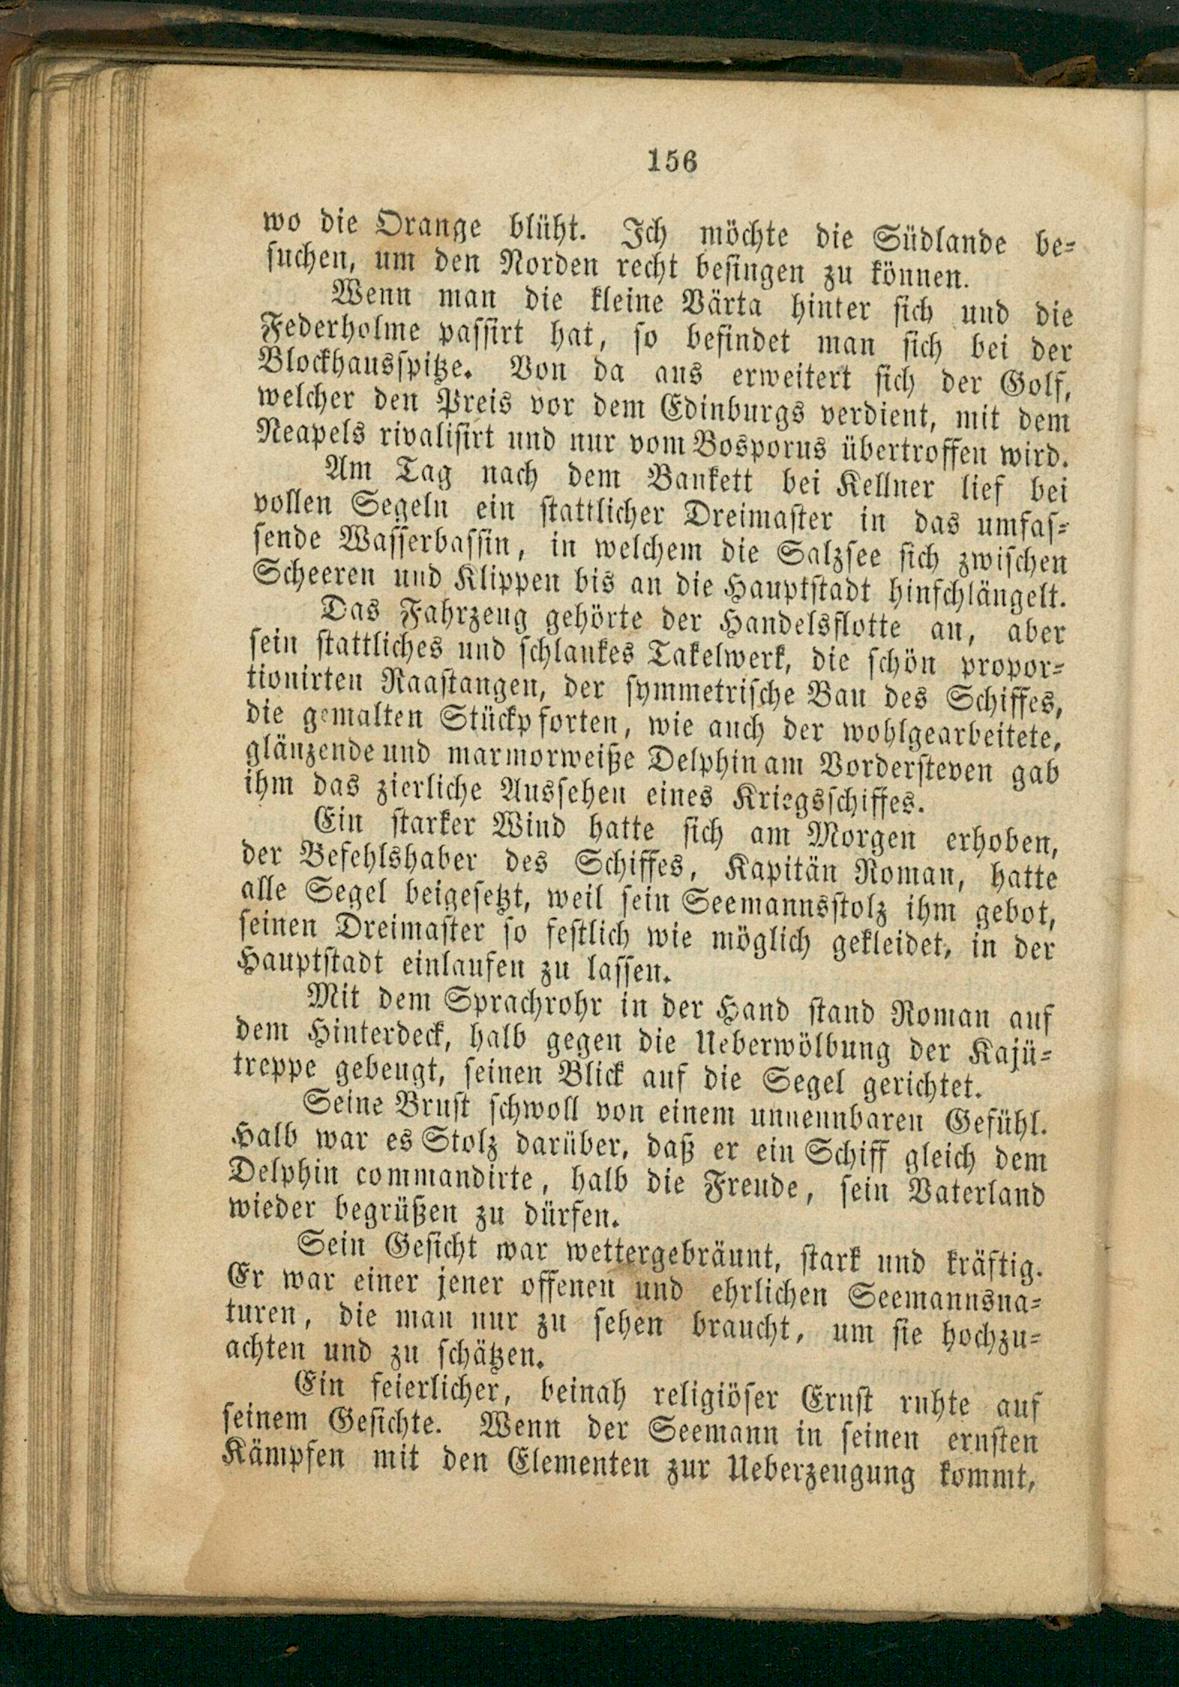 156
wo die Orange blüht. Ich möchte die Südlande be-
suchen, um den Norden recht besingen zu können.
Wenn man die kleine Värta hinter sich und die
Federholme passirt hat, so befindet man sich bei der
Blockhausspitze. Von da aus erweitert sich der Golf,
welcher den Preis vor dem Edinburgs verdient, mit dem
Neapels rivalisirt und nur vom Bosporus übertroffen wird.
Am Tag nach dem Bankett bei Kellner lief bei
vollen Segeln ein stattlicher Dreimaster in das umfas-
sende Wasserbassin, in welchem die Salzsee sich zwischen
Scheeren und Klippen bis an die Hauptstadt hinschlängelt.
Das Fahrzeug gehörte der Handelsflotte an, aber
sein stattliches und schlankes Takelwerk, die schön propor-
tionirten Raastangen, der symmetrische Bau des Schiffes,
die gemalten Stückpforten, wie auch der wohlgearbeitete,
glänzende und marmorweiße Delphin am Vordersteven gab
ihm das zierliche Aussehen eines Kriegsschiffes.
Ein starker Wind hatte sich am Morgen erhoben,
der Befehlshaber des Schiffes, Kapitän Roman, hatte
alle Segel beigesetzt, weil sein Seemannsstolz ihm gebot,
seinen Dreimaster so festlich wie möglich gekleidet, in der
Hauptstadt einlaufen zu lassen.
Mit dem Sprachrohr in der Hand stand Roman auf
dem Hinterdeck, halb gegen die Ueberwölbung der Kajü-
treppe gebeugt, seinen Blick auf die Segel gerichtet.
Seine Brust schwoll von einem unnennbaren Gefühl.
Halb war es Stolz darüber, daß er ein Schiff gleich dem
Delphin commandirte, halb die Freude, sein Vaterland
wieder begrüßen zu dürfen.
Sein Gesicht war wettergebräunt, stark und kräftig.
Er war einer jener offenen und ehrlichen Seemannsna-
turen, die man nur zu sehen braucht, um sie hochzu-
achten und zu schätzen.
Ein feierlicher, beinah religiöser Ernst ruhte auf
seinem Gesichte. Wenn der Seemann in seinen ernsten
Kämpfen mit den Elementen zur Ueberzeugung kommt,